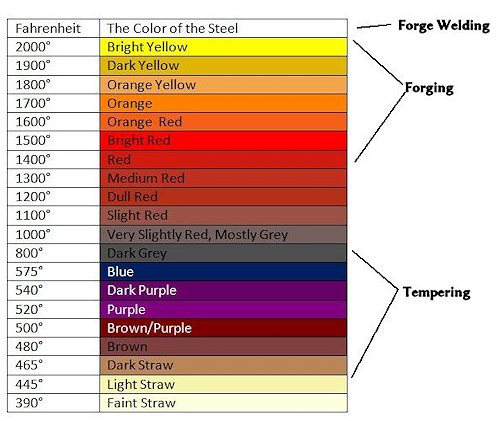 Fahrenheit The Color of the Steel
2000° Bright Yellow
1900° Dark Yellow
1800° Orange Yellow
1700° Orange
1600° Orange Red
1500° Bright Red
1400° Red
1300° Medium Red
1200° Dull Red
1100° Slight Red
1000° Very Slightly Red, Mostly Grey
800° Dark Grey
575° Blue
540° Dark Purple
520° Purple
500° Brown/Purple
480° Brown
465° Dark Straw
445° Light Straw
390° Faint Straw
Forge Welding
Forging
Tempering